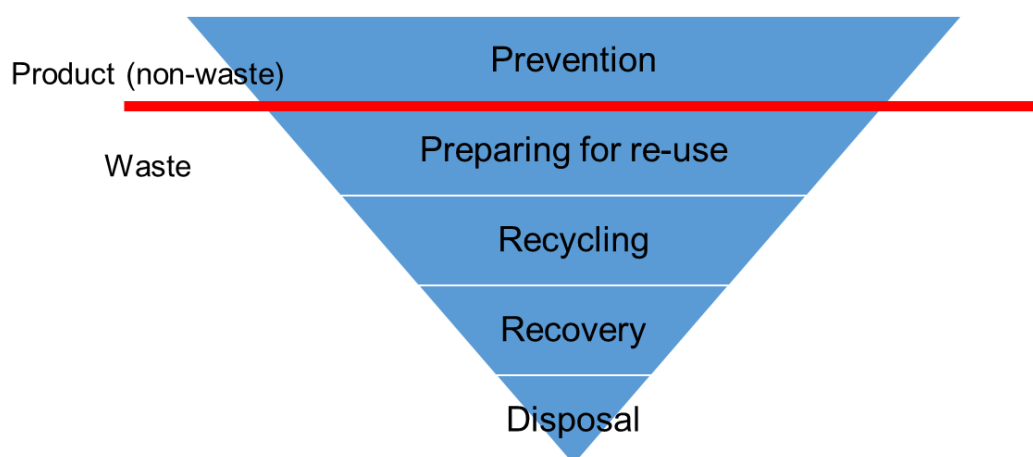 Prevention
Product (non-waste)
Preparing for re-use
Waste
Recycling
Recovery
Disposal